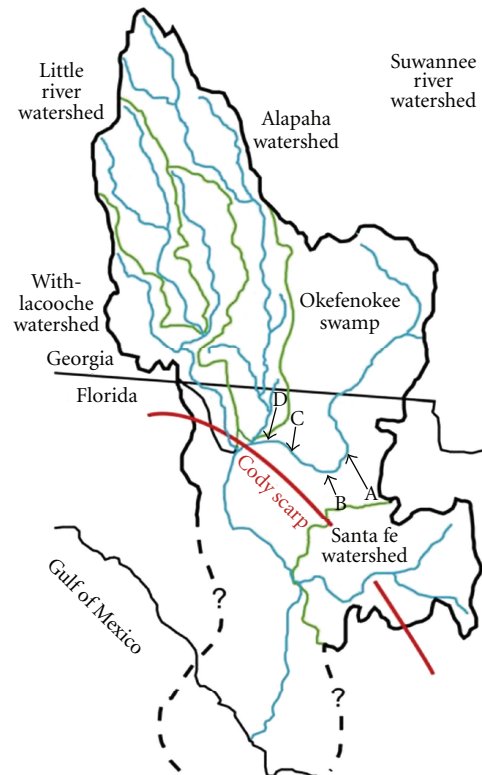 Little
river
watershed
Suwannee
river
watershed
Alapaha
watershed
With-
lacooche
watershed
Okefenokee
swamp
Georgia
Florida
D
C
Cody scarp
B
A
Santa fe
watershed
Gulf of Mexico
?
?